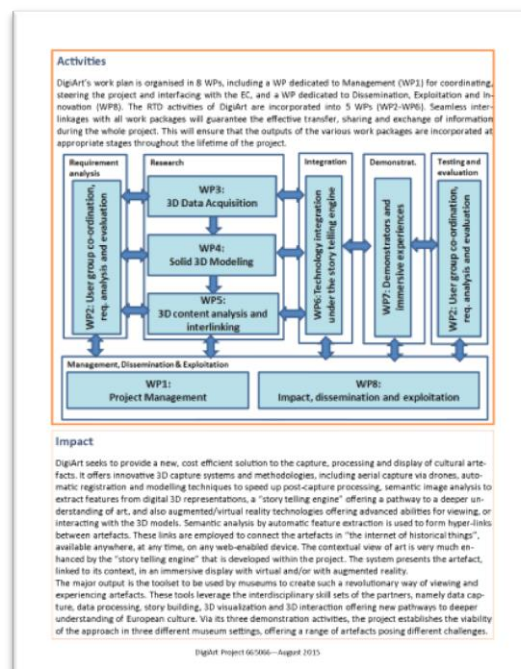 Activities
DigiArt's work plan is organised in 8 WPs, including a WP dedicated to Management (WP1) for coordinating,
steering the project and interfacing with the EC, and a WP dedicated to Dissemination, Exploitation and In-
novation (WP8). The RTD activities of DigiArt are incorporated into 5 WPs (WP2-WP6). Seamless inter-
linkages with all work packages will guarantee the effective transfer, sharing and exchange of information
during the whole project. This will ensure that the outputs of the various work packages are incorporated at
appropriate stages throughout the lifetime of the project.
Requirement
analysis
WP2: User group co-ordination,
req. analysis and evaluation
Research
WP3:
3D Data Acquisition
WP4:
Solid 3D Modeling
WP5:
3D content analysis and
interlinking
Integration
WP6:Technology integration
under the story telling engine
Demonstrat.
WP7: Demonstrators and
immersive experiences
Testing and
evaluation
WP2: User group co-ordination,
req. analysis and evaluation
Management, Dissemination & Exploitation
WP1:
Project Management
WP8:
Impact, dissemination and exploitation
Impact
DigiArt seeks to provide a new, cost efficient solution to the capture, processing and display of cultural arte-
facts. It offers innovative 3D capture systems and methodologies, including aerial capture via drones, auto-
matic registration and modelling techniques to speed up post-capture processing, semantic image analysis to
extract features from digital 3D representations, a "story telling engine" offering a pathway to a deeper un-
derstanding of art, and also augmented/virtual reality technologies offering advanced abilities for viewing, or
interacting with the 3D models. Semantic analysis by automatic feature extraction is used to form hyper-links
between artefacts. These links are employed to connect the artefacts in "the internet of historical things",
available anywhere, at any time, on any web-enabled device. The contextual view of art is very much en-
hanced by the "story telling engine" that is developed within the project. The system presents the artefact,
linked to its context, in an immersive display with virtual and/or with augmented reality.
The major output is the toolset to be used by museums to create such a revolutionary way of viewing and
experiencing artefacts. These tools leverage the interdisciplinary skill sets of the partners, namely data cap-
ture, data processing, story building, 3D visualization and 3D interaction offering new pathways to deeper
understanding of European culture. Via its three demonstration activities, the project establishes the viability
of the approach in three different museum settings, offering a range of artefacts posing different challenges.
DigiArt Project 665066—August 2015